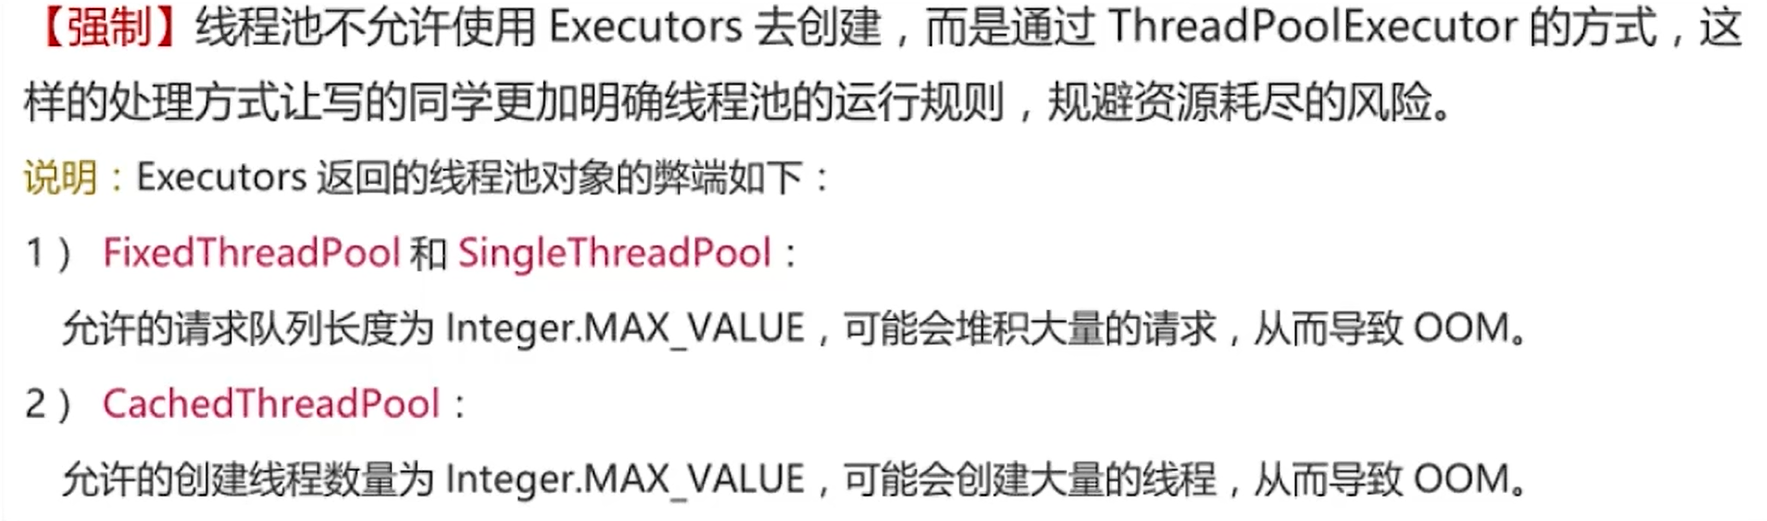 【强制】线程池不允许使用 Executors 去创建，而是通过 ThreadPoolExecutor 的方式，这
样的处理方式让写的同学更加明确线程池的运行规则，规避资源耗尽的风险。
说明：Executors 返回的线程池对象的弊端如下：
1） FixedThreadPool 和 SingleThreadPool：
允许的请求队列长度为 Integer.MAX_VALUE，可能会堆积大量的请求，从而导致 OOM。
2） CachedThreadPool：
允许的创建线程数量为 Integer.MAX_VALUE，可能会创建大量的线程，从而导致 OOM。